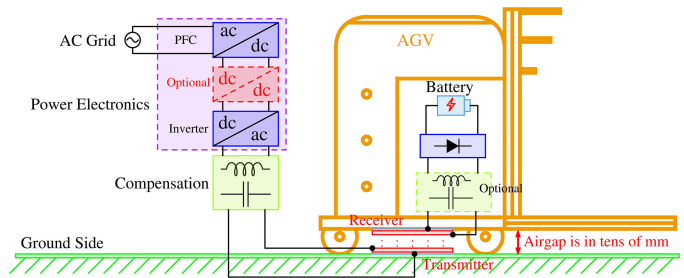 AC Grid
PFC
ac
dc
Optional
dc
dc
Power Electronics
Inverter
dc
ac
Compensation
AGV
Battery
Optional
Receiver
Ground Side
Airgap is in tens of mm
Transmitter